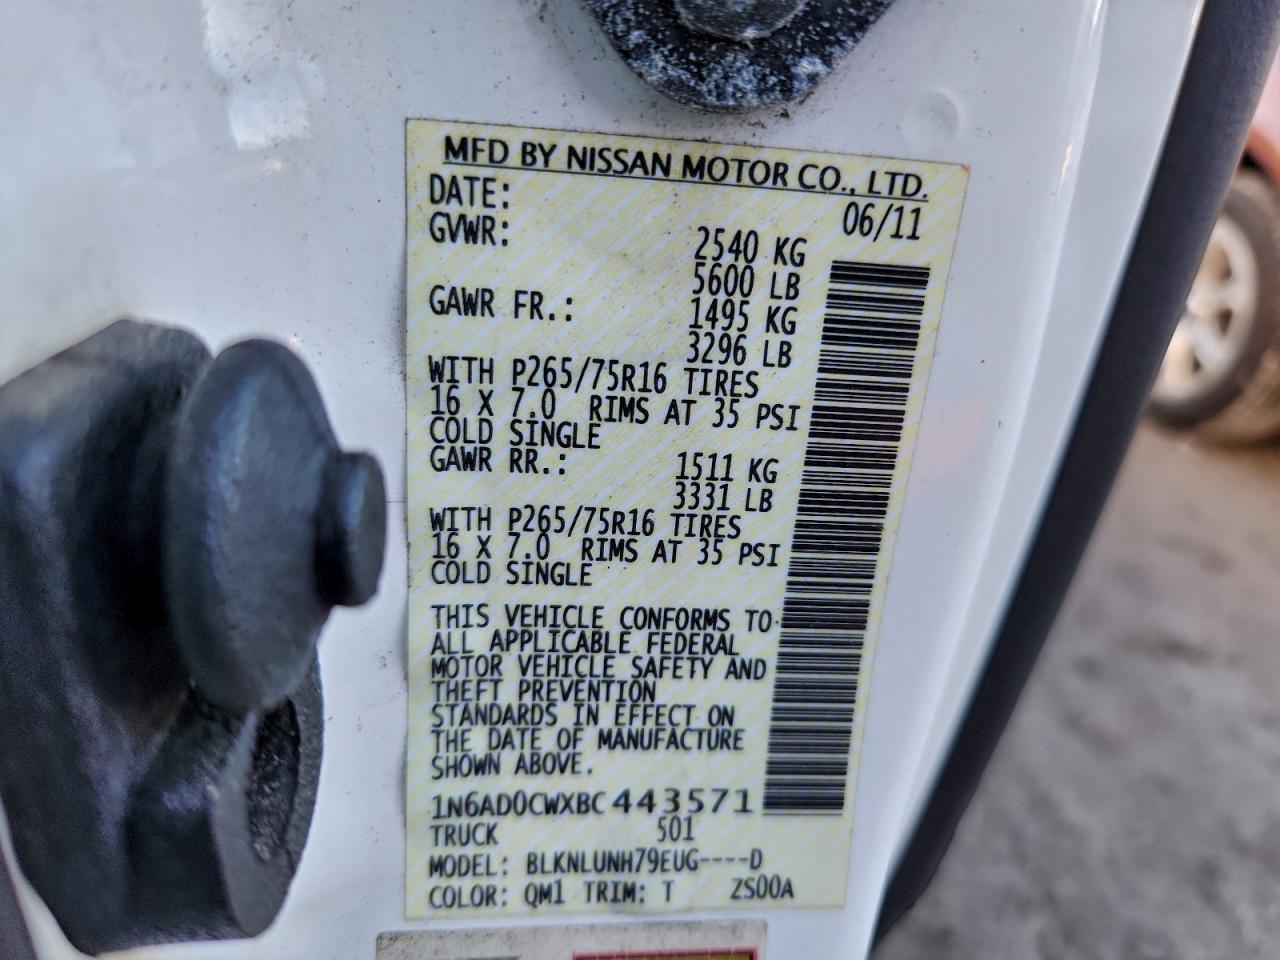 MFD BY NISSAN MOTOR CO., LTD.
DATE: 06/11
GVWR: 2540 KG
5600 LB
GAWR FR.: 1495 KG
3296 LB
WITH P265/75R16 TIRES
16 X 7.0 RIMS AT 35 PSI
COLD SINGLE
GAWR RR.: 1511 KG
3331 LB
WITH P265/75R16 TIRES
16 X 7.0 RIMS AT 35 PSI
COLD SINGLE
THIS VEHICLE CONFORMS TO
ALL APPLICABLE FEDERAL
MOTOR VEHICLE SAFETY AND
THEFT PREVENTION
STANDARDS IN EFFECT ON
THE DATE OF MANUFACTURE
SHOWN ABOVE.
1N6AD0CWXBC443571
TRUCK 501
MODEL: BLKNLUNH79EUG----D
COLOR: QM1 TRIM: T ZS00A